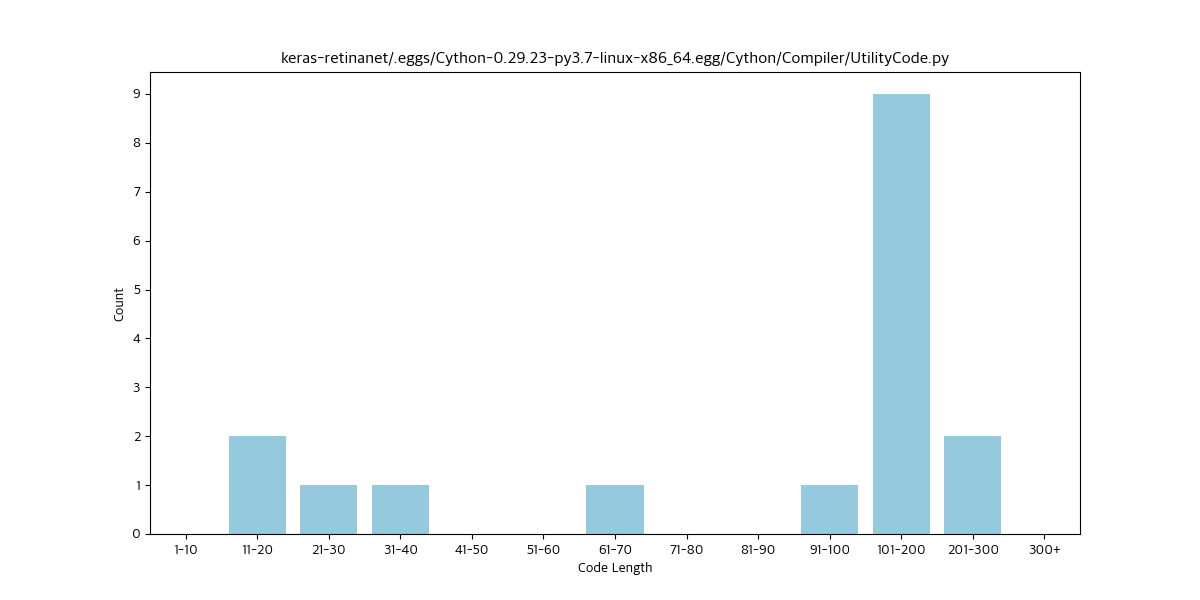 keras-retinanet/.eggs/Cython-0.29.23-py3.7-linux-x86_64.egg/Cython/Compiler/UtilityCode.py
Count
9
8
7
6
5
4
3
2
1
0
1-10 11-20 21-30 31-40 41-50 51-60 61-70 71-80 81-90 91-100 101-200 201-300 300+
Code Length